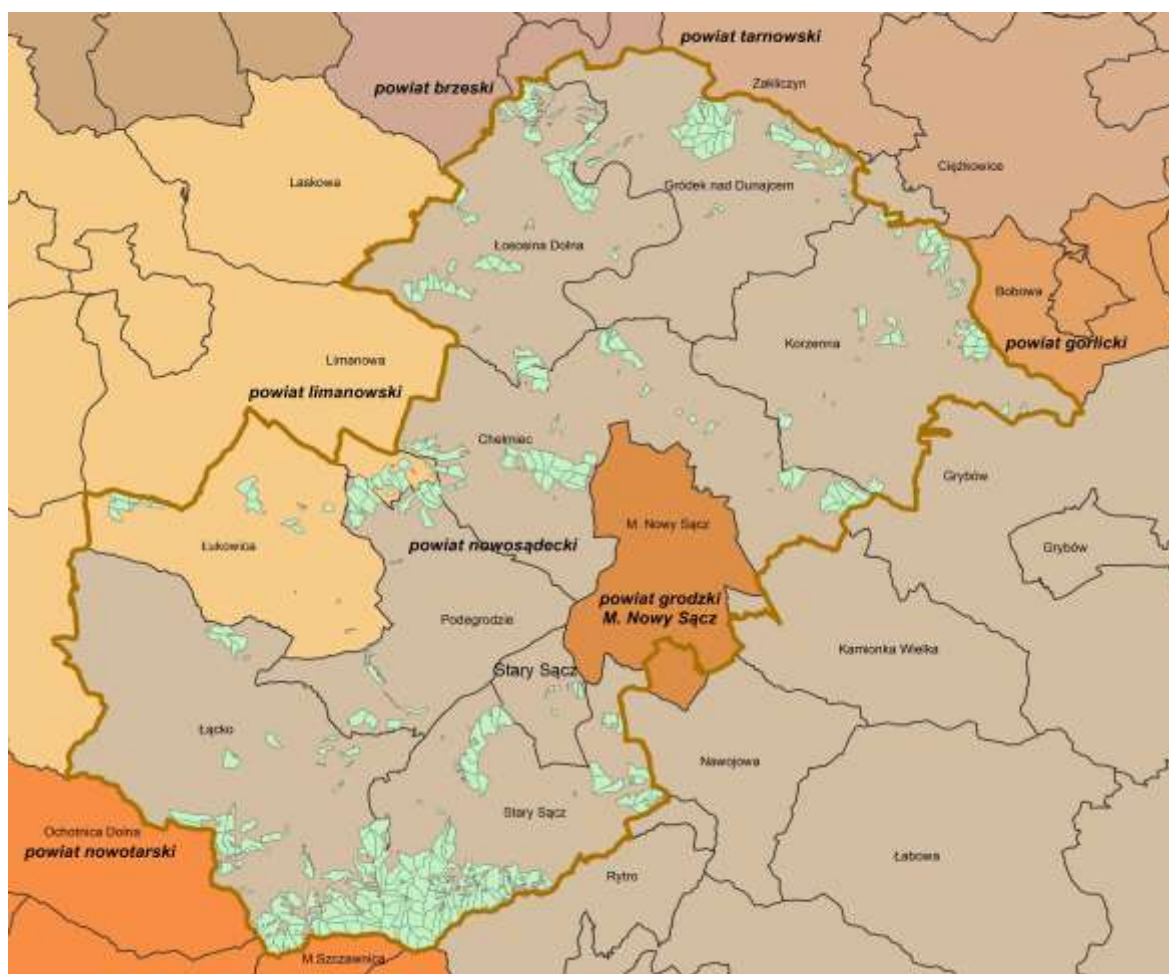 powiat tarnowski
powiat brzeski
Zakliczyn
Ciężkowice
Laskowa
Gródek nad Dunajcem
Łososina Dolna
Bobowa
Limanowa
Korzenna
powiat gorlicki
powiat limanowski
Chełmiec
Grybów
M. Nowy Sącz
Łukowica
powiat nowosądecki
Grybów
powiat grodzki
M. Nowy Sącz
Podegrodzie
Kamionka Wielka
Stary Sącz
Łącko
Nawojowa
Stary Sącz
Ochotnica Dolna
powiat nowotarski
Łabowa
Rytro
M.Szczawnica